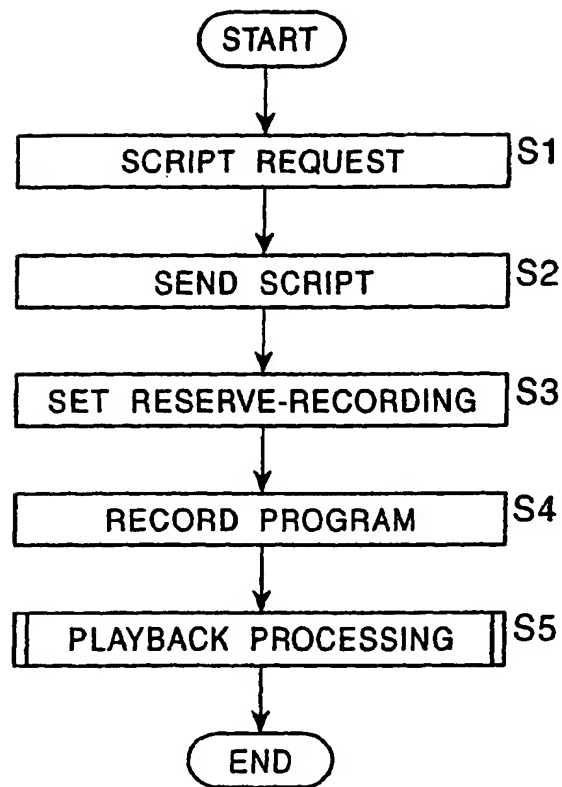 START
SCRIPT REQUEST S1
SEND SCRIPT S2
SET RESERVE-RECORDING S3
RECORD PROGRAM S4
PLAYBACK PROCESSING S5
END